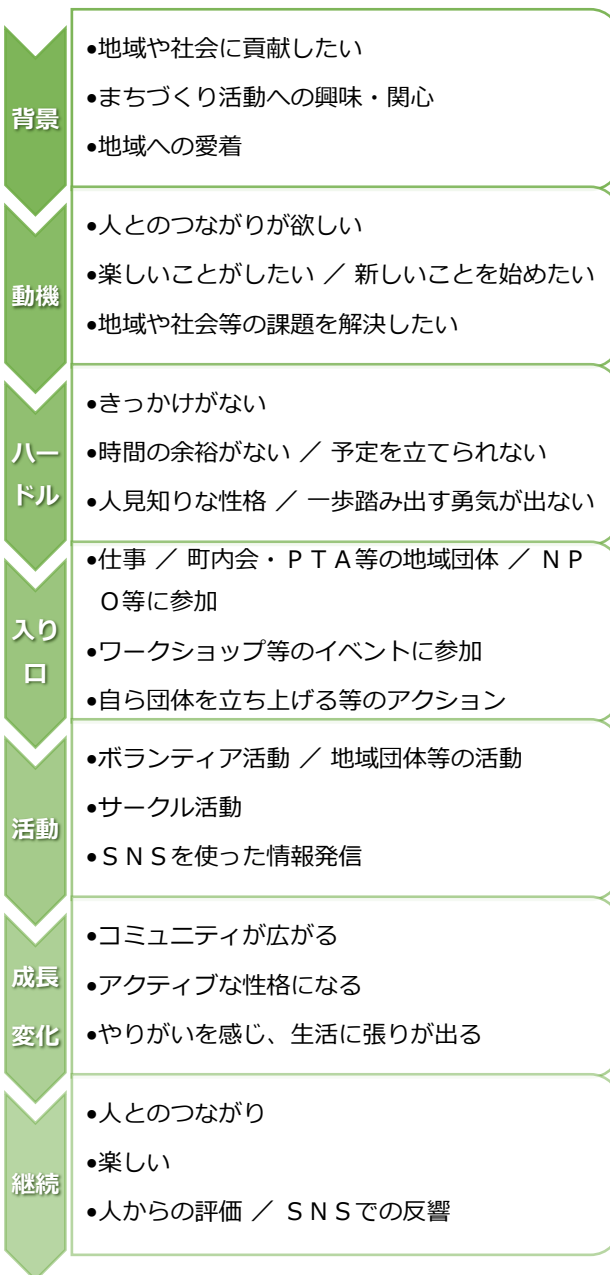 背景
•地域や社会に貢献したい
•まちづくり活動への興味・関心
•地域への愛着
動機
•人とのつながりが欲しい
•楽しいことがしたい ／ 新しいことを始めたい
•地域や社会等の課題を解決したい
ハー
ドル
•きっかけがない
•時間の余裕がない ／ 予定を立てられない
•人見知りな性格 ／ 一歩踏み出す勇気が出ない
入り
口
•仕事 ／ 町内会・ＰＴＡ等の地域団体 ／ ＮＰ
Ｏ等に参加
•ワークショップ等のイベントに参加
•自ら団体を立ち上げる等のアクション
活動
•ボランティア活動 ／ 地域団体等の活動
•サークル活動
•ＳＮＳを使った情報発信
成長
変化
•コミュニティが広がる
•アクティブな性格になる
•やりがいを感じ、生活に張りが出る
継続
•人とのつながり
•楽しい
•人からの評価 ／ ＳＮＳでの反響